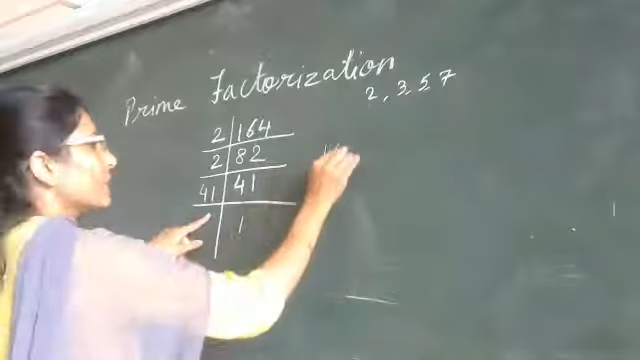 Prime Factorization
2, 3, 5 7
2 | 164
2 | 82
41 | 41
1